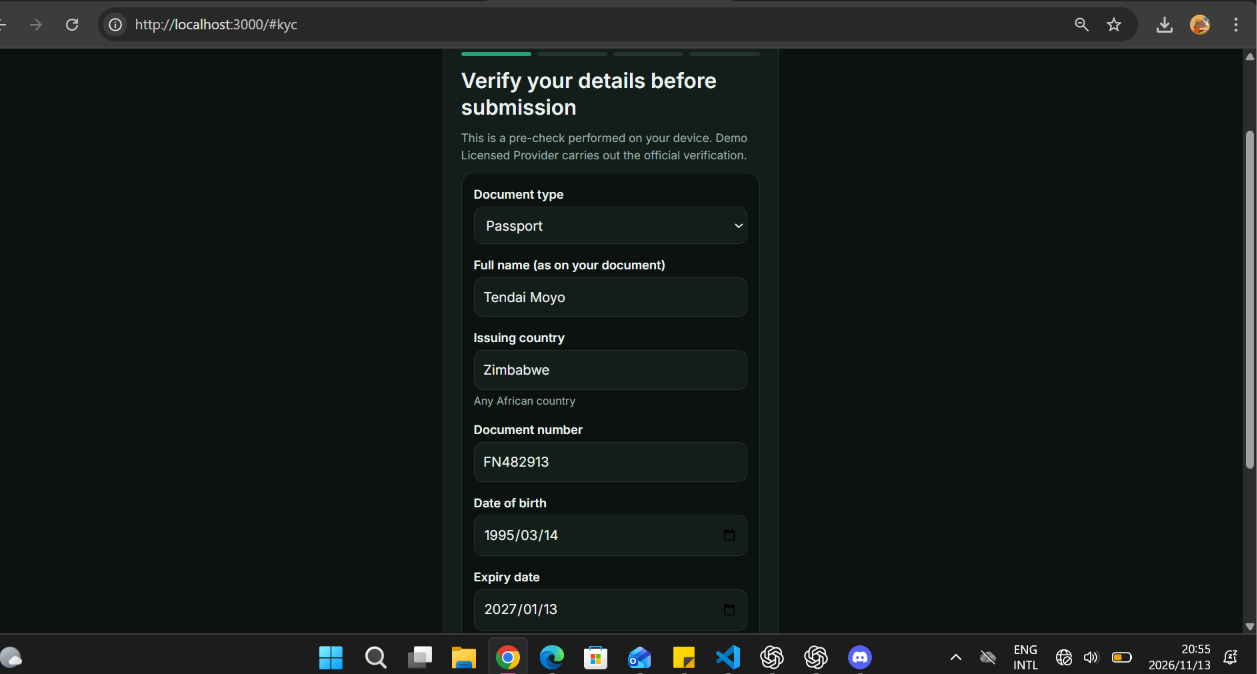 http://localhost:3000/#kyc
Verify your details before
submission
This is a pre-check performed on your device. Demo
Licensed Provider carries out the official verification.
Document type
Passport
Full name (as on your document)
Tendai Moyo
Issuing country
Zimbabwe
Any African country
Document number
FN482913
Date of birth
1995/03/14
Expiry date
2027/01/13
ENG
INTL
20:55
2026/11/13